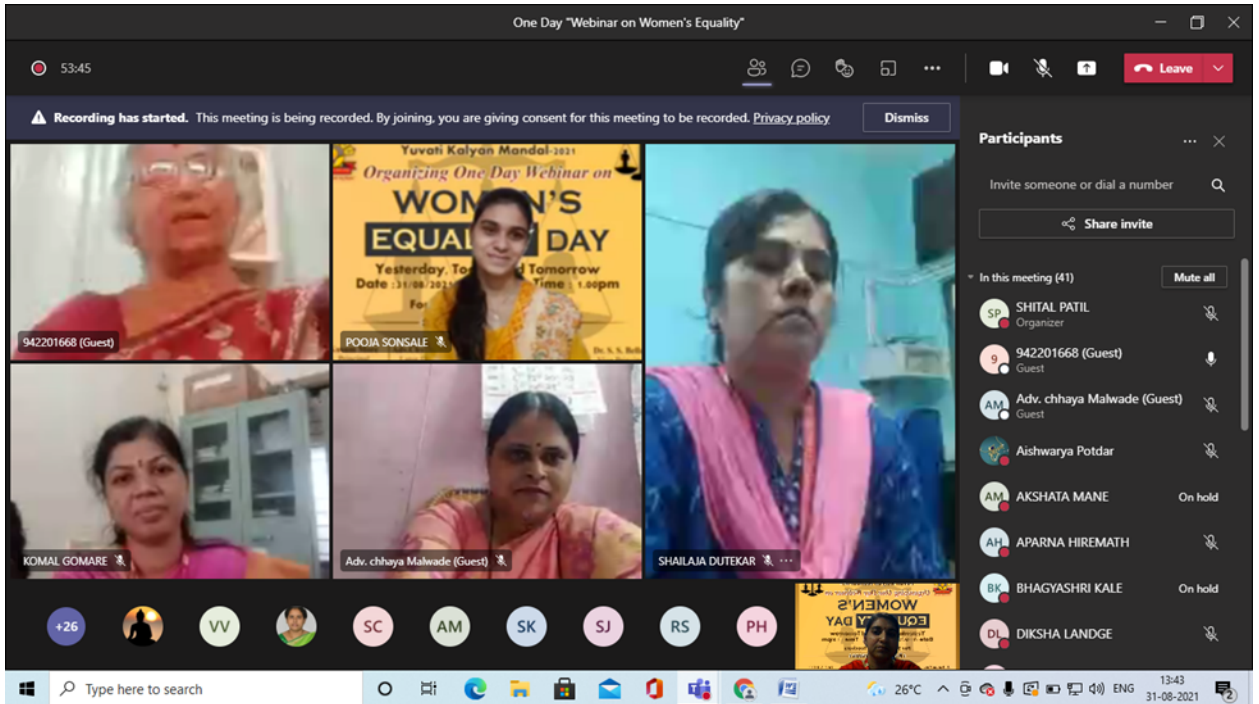 One Day "Webinar on Women's Equality"
53:45
Leave
Recording has started. This meeting is being recorded. By joining, you are giving consent for this meeting to be recorded. Privacy policy
Dismiss
Yuvati Kalyan Mandal-2021
Organizing One Day Webinar on
WOMEN'S
EQUAL Y DAY
Yesterday, To d Tomorrow
Date :31/08/2021 Time : 1.00pm
For
Dr. S. S. Bell
942201668 (Guest)
POOJA SONSALE
KOMAL GOMARE
Adv. chhaya Malwade (Guest)
SHAILAJA DUTEKAR
+26
VV
SC
AM
SK
SJ
RS
PH
WOMEN'S
EQUALITY DAY
Participants
Invite someone or dial a number
Share invite
In this meeting (41)
Mute all
SP
SHITAL PATIL
Organizer
9
942201668 (Guest)
Guest
AM
Adv. chhaya Malwade (Guest)
Guest
Aishwarya Potdar
AM
AKSHATA MANE
On hold
AH
APARNA HIREMATH
BK
BHAGYASHRI KALE
On hold
DL
DIKSHA LANDGE
Type here to search
26°C
ENG
13:43
31-08-2021
2